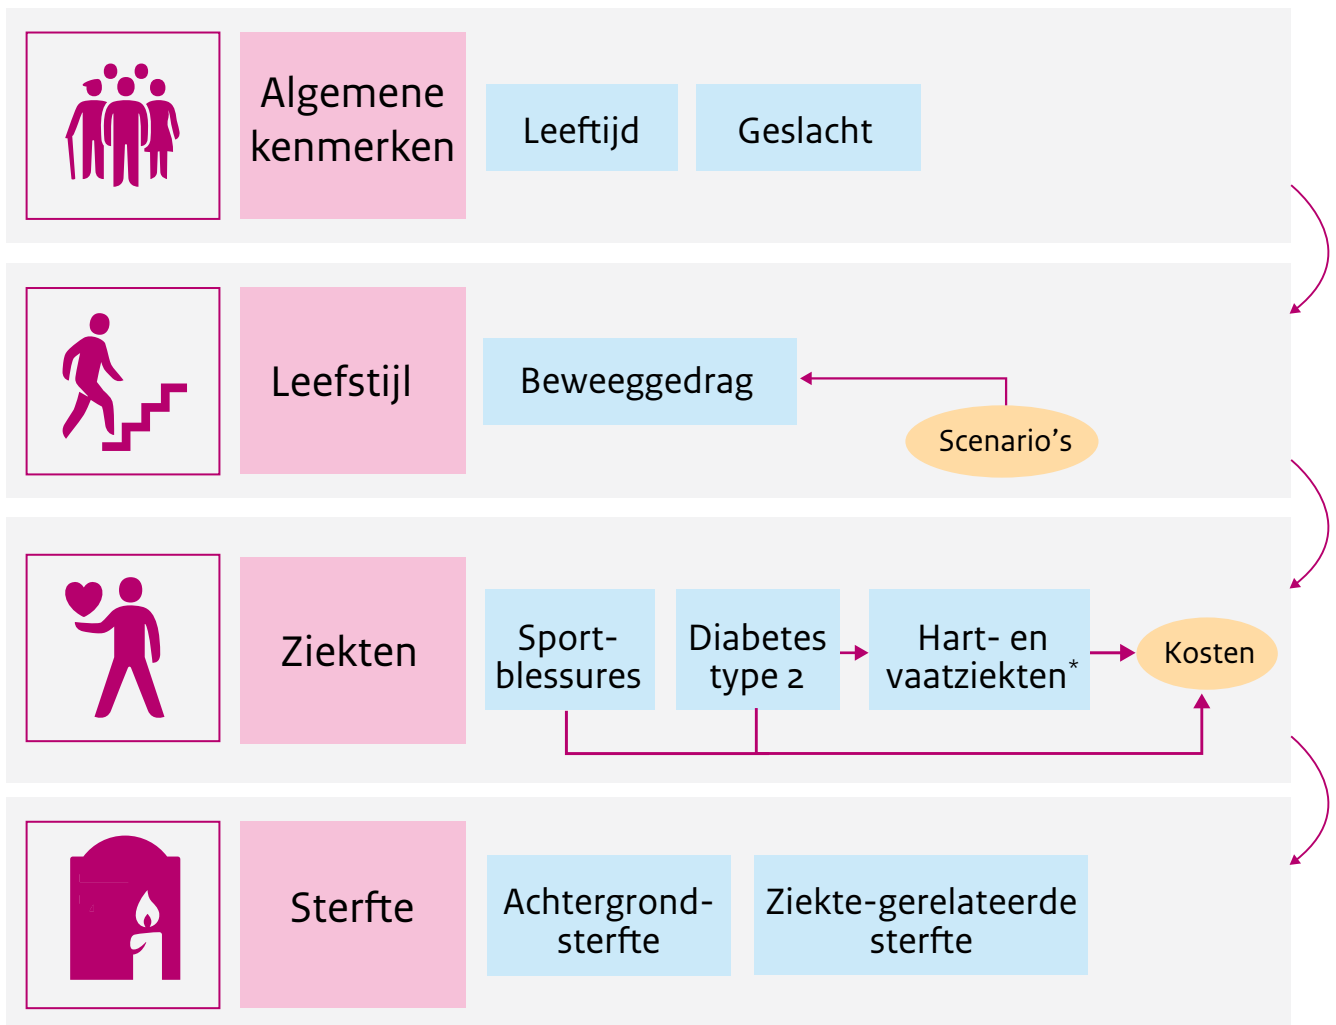 Algemene
kenmerken
Leeftijd
Geslacht
Leefstijl
Beweeggedrag
Scenario's
Ziekten
Sport-
blessures
Diabetes
type 2
Hart- en
vaatziekten*
Kosten
Sterfte
Achtergrond-
sterfte
Ziekte-gerelateerde
sterfte